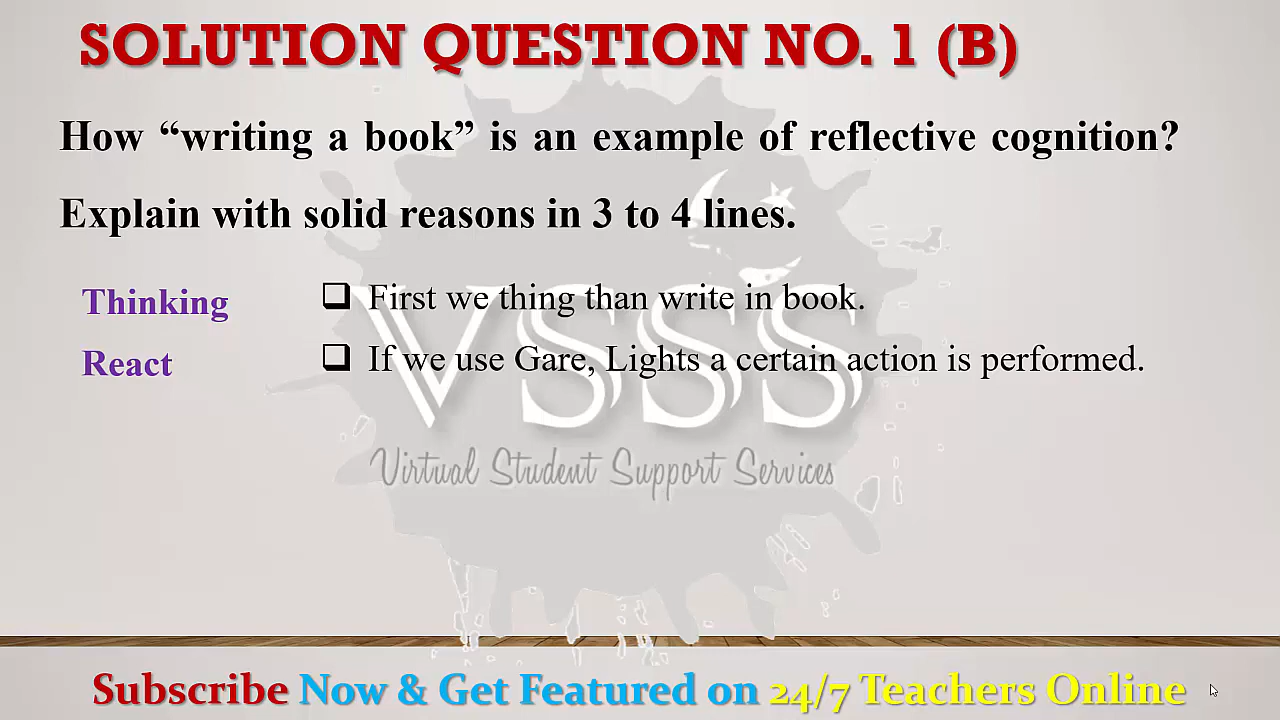 SOLUTION QUESTION NO. 1 (B)
How “writing a book” is an example of reflective cognition?
Explain with solid reasons in 3 to 4 lines.
Thinking
First we thing than write in book.
React
If we use Gare, Lights a certain action is performed.
VSSS
Virtual Student Support Services
Subscribe Now & Get Featured on 24/7 Teachers Online